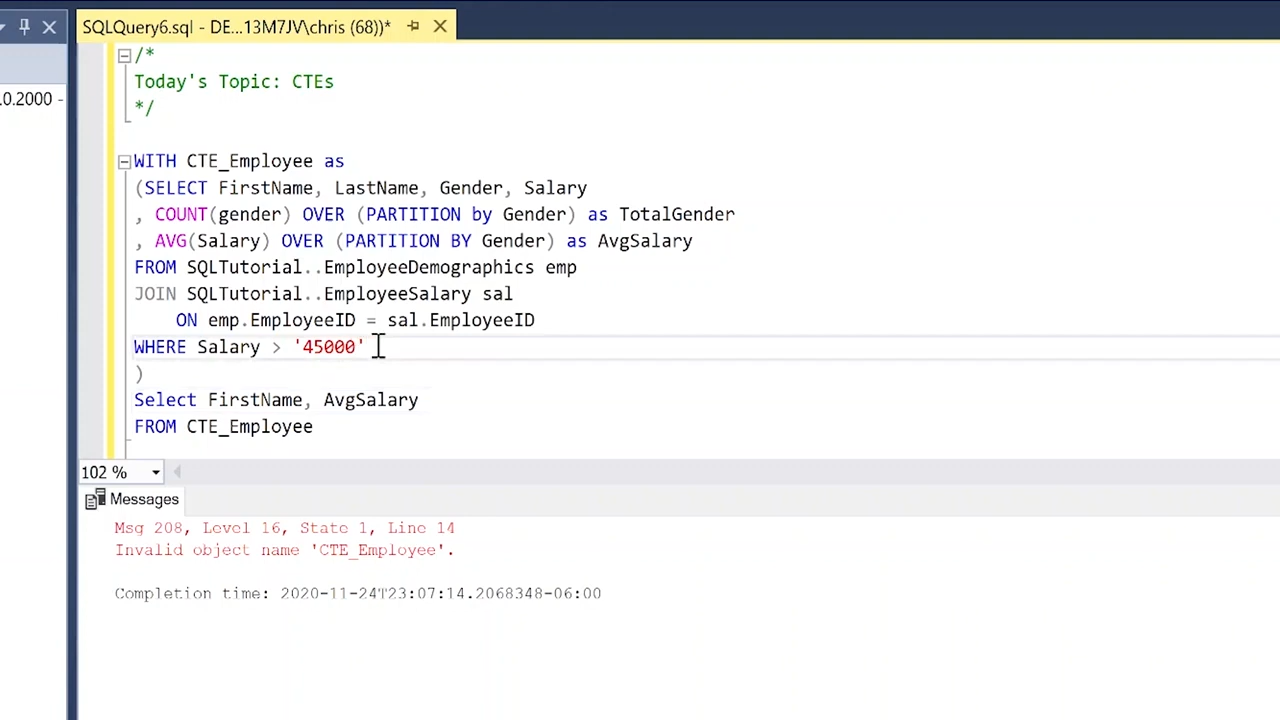 SQLQuery6.sql - DE...13M7JV\chris (68))*
/*
Today's Topic: CTEs
*/
.0.2000 -
WITH CTE_Employee as
(SELECT FirstName, LastName, Gender, Salary
, COUNT(gender) OVER (PARTITION by Gender) as TotalGender
, AVG(Salary) OVER (PARTITION BY Gender) as AvgSalary
FROM SQLTutorial..EmployeeDemographics emp
JOIN SQLTutorial..EmployeeSalary sal
ON emp.EmployeeID = sal.EmployeeID
WHERE Salary > '45000'
)
Select FirstName, AvgSalary
FROM CTE_Employee
102 %
Messages
Msg 208, Level 16, State 1, Line 14
Invalid object name 'CTE_Employee'.
Completion time: 2020-11-24T23:07:14.2068348-06:00